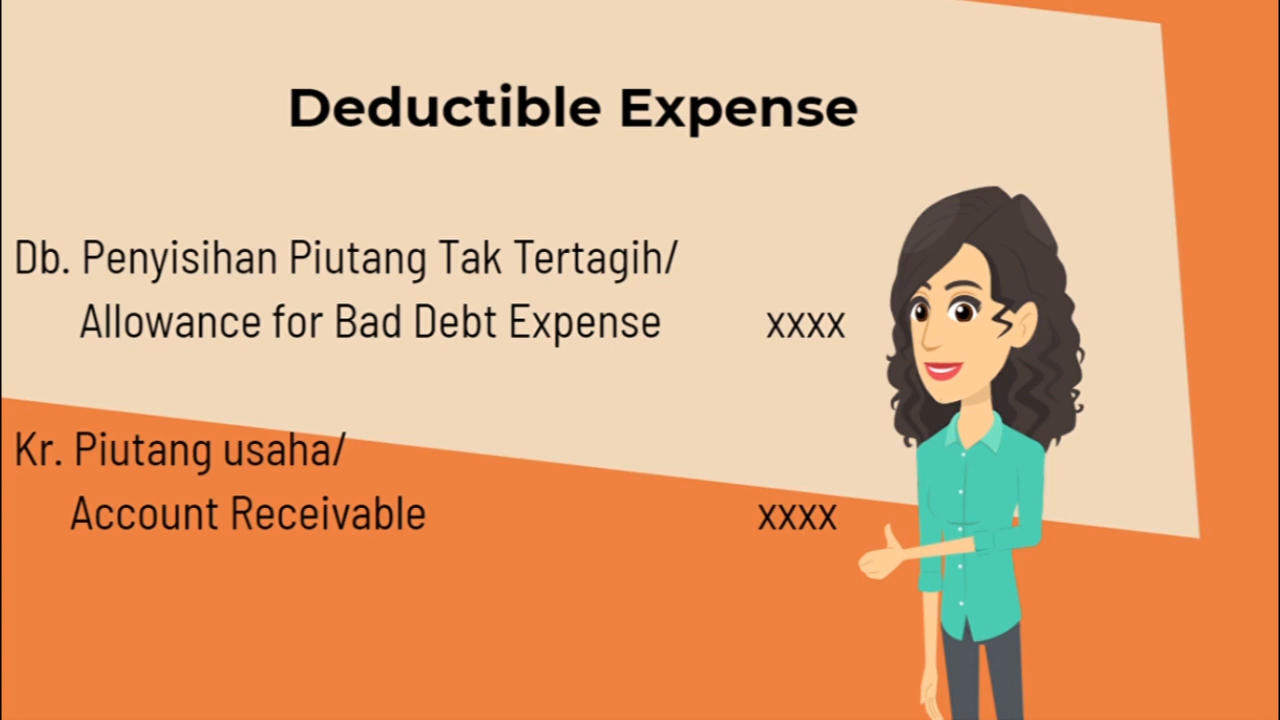 Deductible Expense
Db. Penyisihan Piutang Tak Tertagih/
Allowance for Bad Debt Expense xxxx
Kr. Piutang usaha/
Account Receivable xxxx